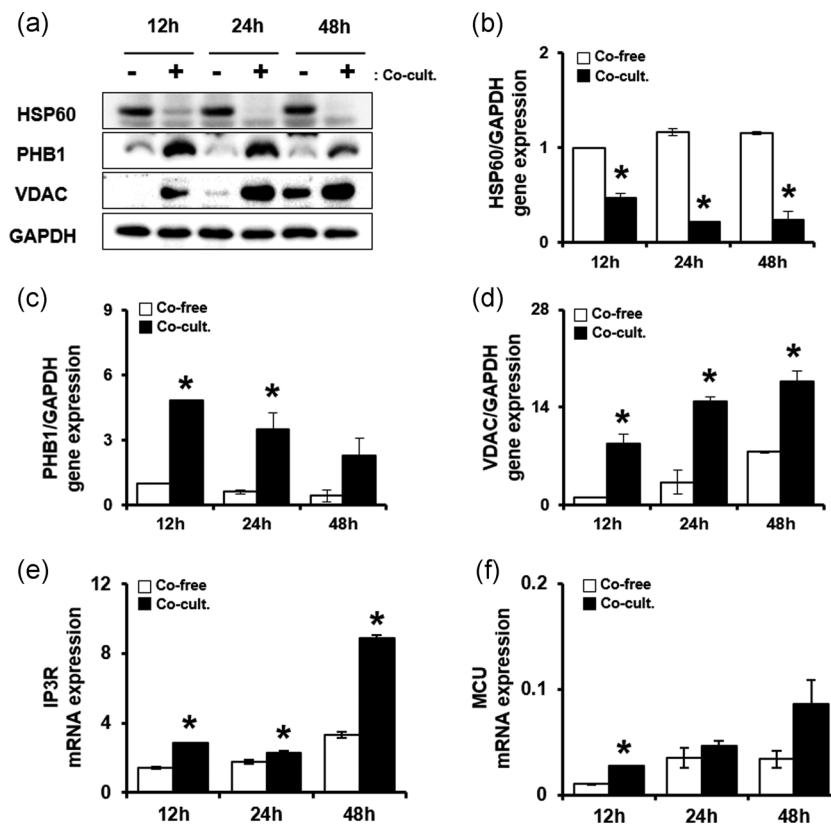 (a)
12h 24h 48h
- + - + - + : Co-cult.
HSP60
PHB1
VDAC
GAPDH
(b)
HSP60/GAPDH
gene expression
2
1
0
Co-free
Co-cult.
* * *
12h 24h 48h
(c)
PHB1/GAPDH
gene expression
9
6
3
0
Co-free
Co-cult.
* *
12h 24h 48h
(d)
VDAC/GAPDH
gene expression
28
14
0
Co-free
Co-cult.
* * *
12h 24h 48h
(e)
IP3R
mRNA expression
12
8
4
0
Co-free
Co-cult.
* * *
12h 24h 48h
(f)
MCU
mRNA expression
0.2
0.1
0
Co-free
Co-cult.
*
12h 24h 48h